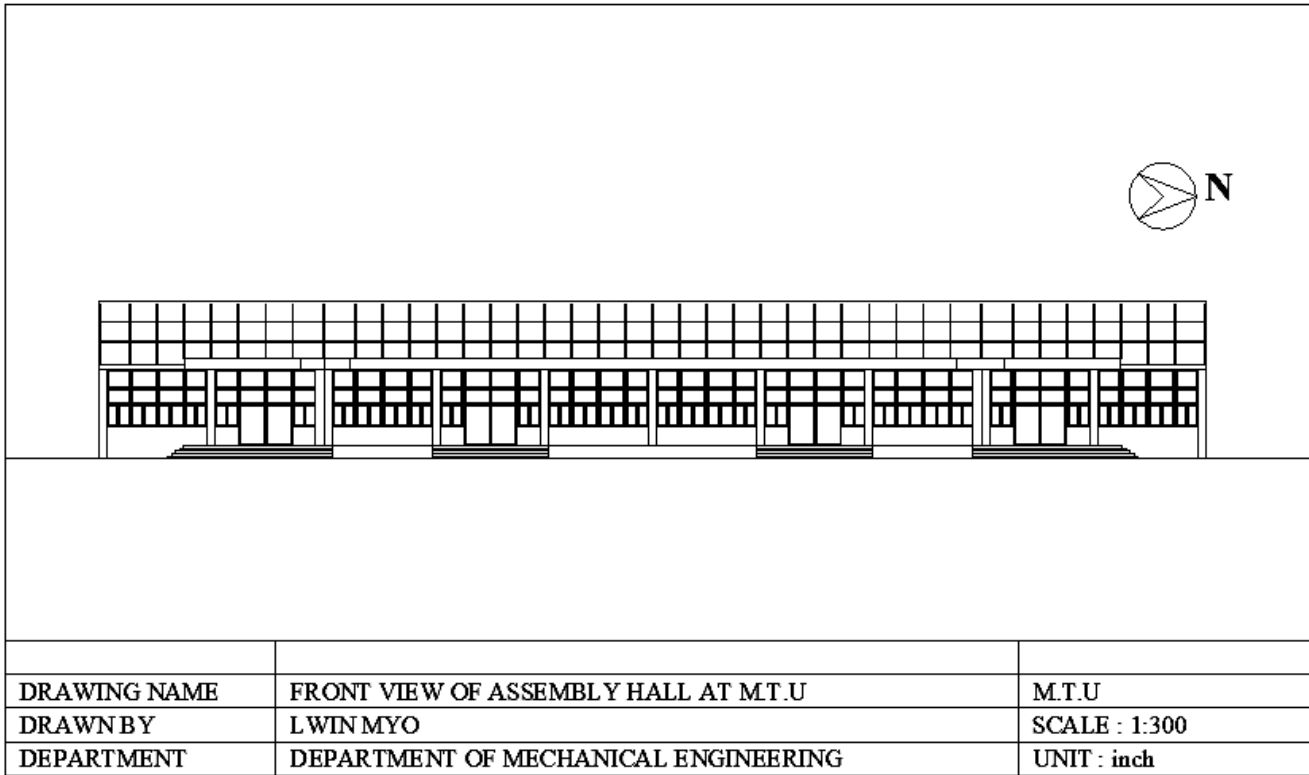 N
DRAWING NAME FRONT VIEW OF ASSEMBLY HALL AT M.T.U M.T.U
DRAWN BY LWIN MYO SCALE : 1:300
DEPARTMENT DEPARTMENT OF MECHANICAL ENGINEERING UNIT : inch